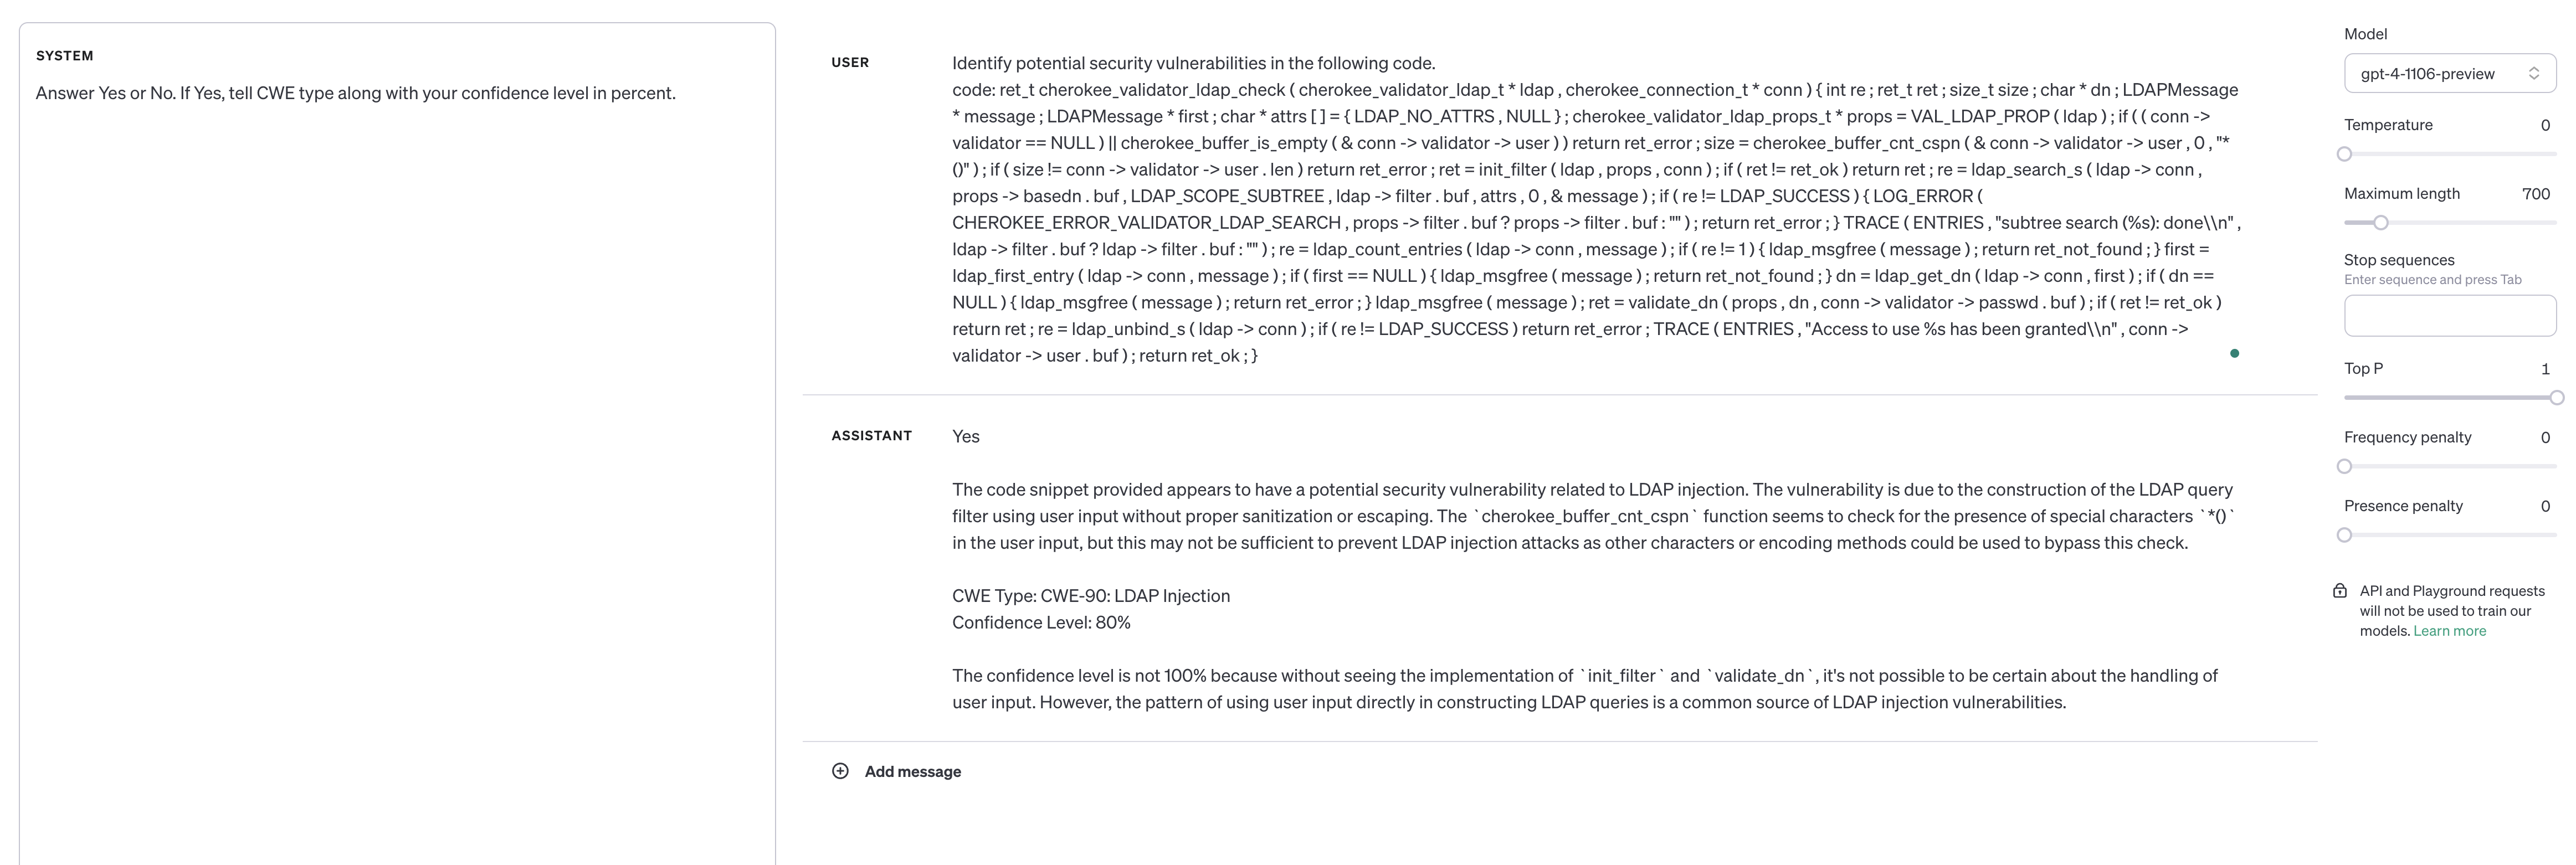 SYSTEM
Answer Yes or No. If Yes, tell CWE type along with your confidence level in percent.
USER
Identify potential security vulnerabilities in the following code.
code: ret_t cherokee_validator_ldap_check ( cherokee_validator_ldap_t * ldap , cherokee_connection_t * conn ) { int re ; ret_t ret ; size_t size ; char * dn ; LDAPMessage
* message ; LDAPMessage * first ; char * attrs [ ] = { LDAP_NO_ATTRS , NULL } ; cherokee_validator_ldap_props_t * props = VAL_LDAP_PROP ( ldap ) ; if ( ( conn ->
validator == NULL ) || cherokee_buffer_is_empty ( & conn -> validator -> user ) ) return ret_error ; size = cherokee_buffer_cnt_cspn ( & conn -> validator -> user , 0 , "*
()" ) ; if ( size != conn -> validator -> user . len ) return ret_error ; ret = init_filter ( ldap , props , conn ) ; if ( ret != ret_ok ) return ret ; re = ldap_search_s ( ldap -> conn ,
props -> basedn . buf , LDAP_SCOPE_SUBTREE , ldap -> filter . buf , attrs , 0 , & message ) ; if ( re != LDAP_SUCCESS ) { LOG_ERROR (
CHEROKEE_ERROR_VALIDATOR_LDAP_SEARCH , props -> filter . buf ? props -> filter . buf : "" ) ; return ret_error ; } TRACE ( ENTRIES , "subtree search (%s): done\\n" ,
ldap -> filter . buf ? ldap -> filter . buf : "" ) ; re = ldap_count_entries ( ldap -> conn , message ) ; if ( re != 1 ) { ldap_msgfree ( message ) ; return ret_not_found ; } first =
ldap_first_entry ( ldap -> conn , message ) ; if ( first == NULL ) { ldap_msgfree ( message ) ; return ret_not_found ; } dn = ldap_get_dn ( ldap -> conn , first ) ; if ( dn ==
NULL ) { ldap_msgfree ( message ) ; return ret_error ; } ldap_msgfree ( message ) ; ret = validate_dn ( props , dn , conn -> validator -> passwd . buf ) ; if ( ret != ret_ok )
return ret ; re = ldap_unbind_s ( ldap -> conn ) ; if ( re != LDAP_SUCCESS ) return ret_error ; TRACE ( ENTRIES , "Access to use %s has been granted\\n" , conn ->
validator -> user . buf ) ; return ret_ok ; }
ASSISTANT
Yes
The code snippet provided appears to have a potential security vulnerability related to LDAP injection. The vulnerability is due to the construction of the LDAP query
filter using user input without proper sanitization or escaping. The `cherokee_buffer_cnt_cspn` function seems to check for the presence of special characters `*()`
in the user input, but this may not be sufficient to prevent LDAP injection attacks as other characters or encoding methods could be used to bypass this check.
CWE Type: CWE-90: LDAP Injection
Confidence Level: 80%
The confidence level is not 100% because without seeing the implementation of `init_filter` and `validate_dn`, it's not possible to be certain about the handling of
user input. However, the pattern of using user input directly in constructing LDAP queries is a common source of LDAP injection vulnerabilities.
Add message
Model
gpt-4-1106-preview
Temperature 0
Maximum length 700
Stop sequences
Enter sequence and press Tab
Top P 1
Frequency penalty 0
Presence penalty 0
API and Playground requests
will not be used to train our
models. Learn more